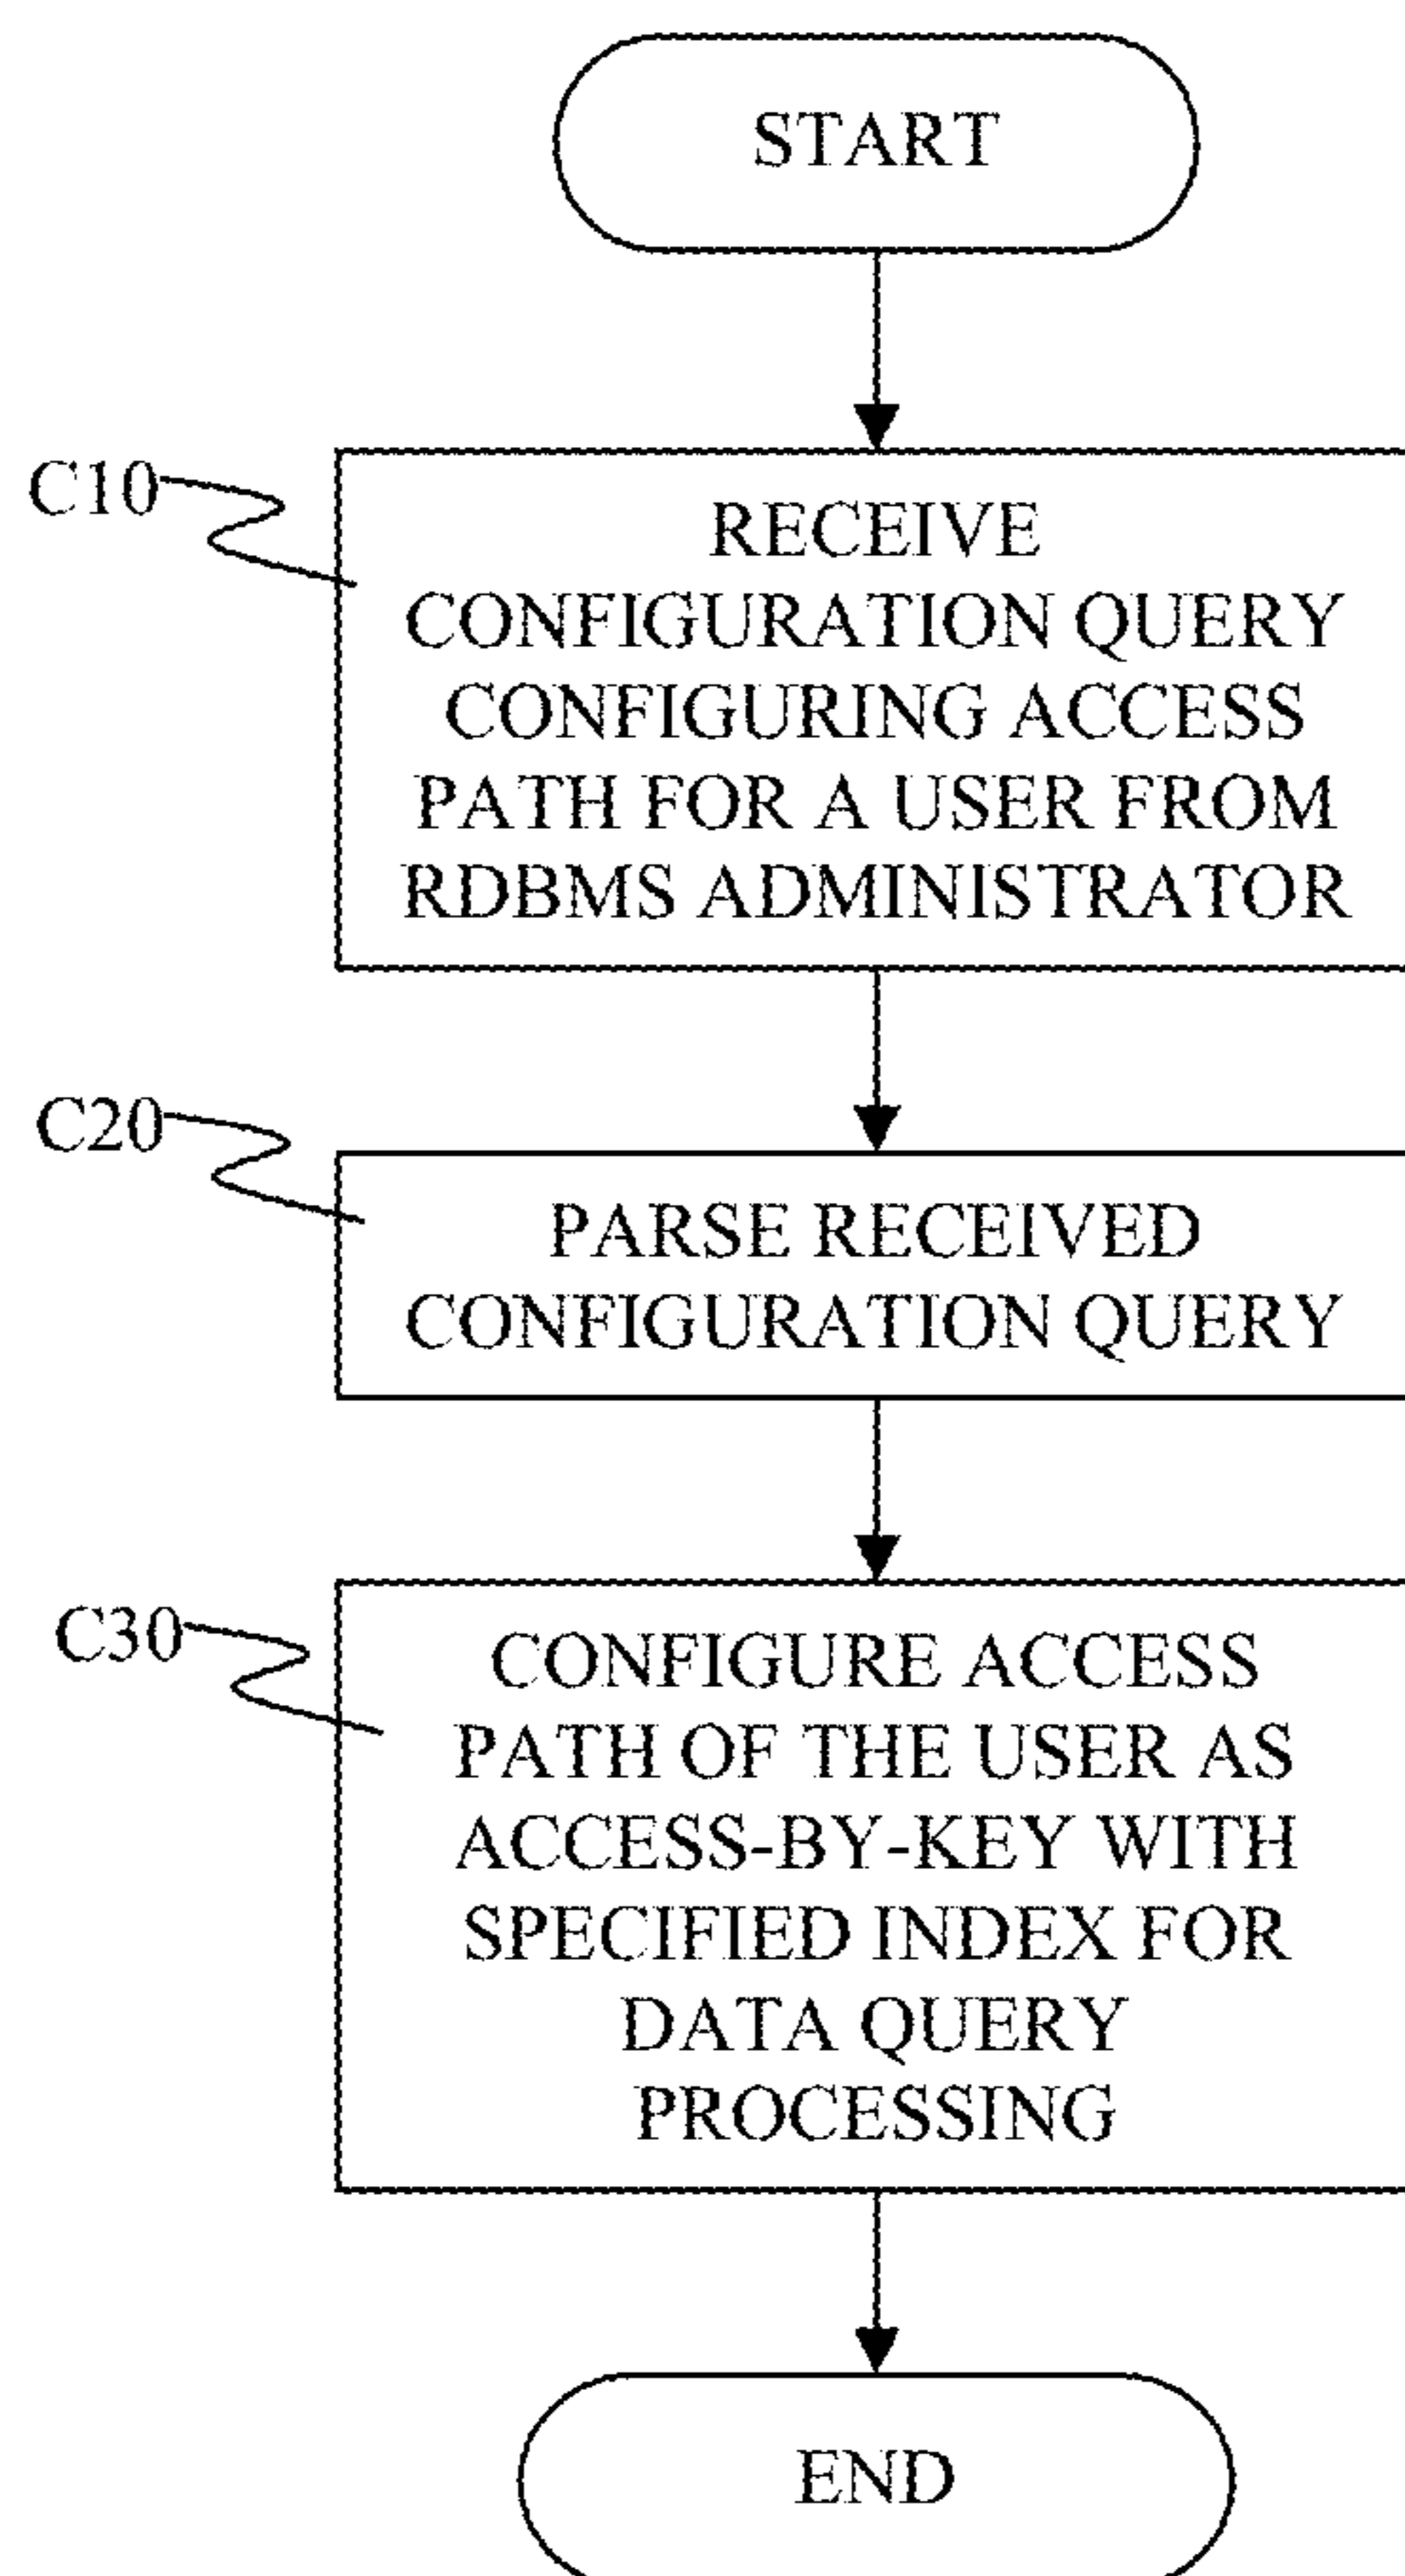 START
C10
RECEIVE
CONFIGURATION QUERY
CONFIGURING ACCESS
PATH FOR A USER FROM
RDBMS ADMINISTRATOR
C20
PARSE RECEIVED
CONFIGURATION QUERY
C30
CONFIGURE ACCESS
PATH OF THE USER AS
ACCESS-BY-KEY WITH
SPECIFIED INDEX FOR
DATA QUERY
PROCESSING
END